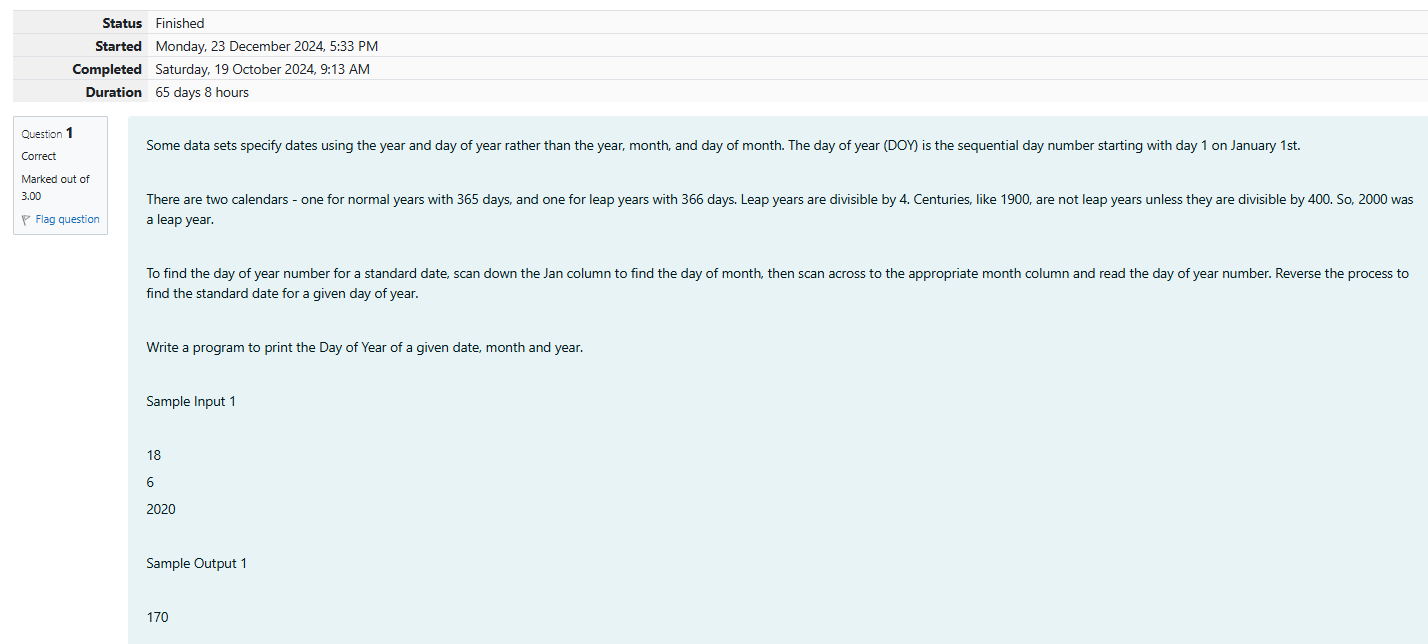 Status Finished
Started Monday, 23 December 2024, 5:33 PM
Completed Saturday, 19 October 2024, 9:13 AM
Duration 65 days 8 hours
Question 1
Correct
Marked out of
3.00
Flag question
Some data sets specify dates using the year and day of year rather than the year, month, and day of month. The day of year (DOY) is the sequential day number starting with day 1 on January 1st.
There are two calendars - one for normal years with 365 days, and one for leap years with 366 days. Leap years are divisible by 4. Centuries, like 1900, are not leap years unless they are divisible by 400. So, 2000 was
a leap year.
To find the day of year number for a standard date, scan down the Jan column to find the day of month, then scan across to the appropriate month column and read the day of year number. Reverse the process to
find the standard date for a given day of year.
Write a program to print the Day of Year of a given date, month and year.
Sample Input 1
18
6
2020
Sample Output 1
170